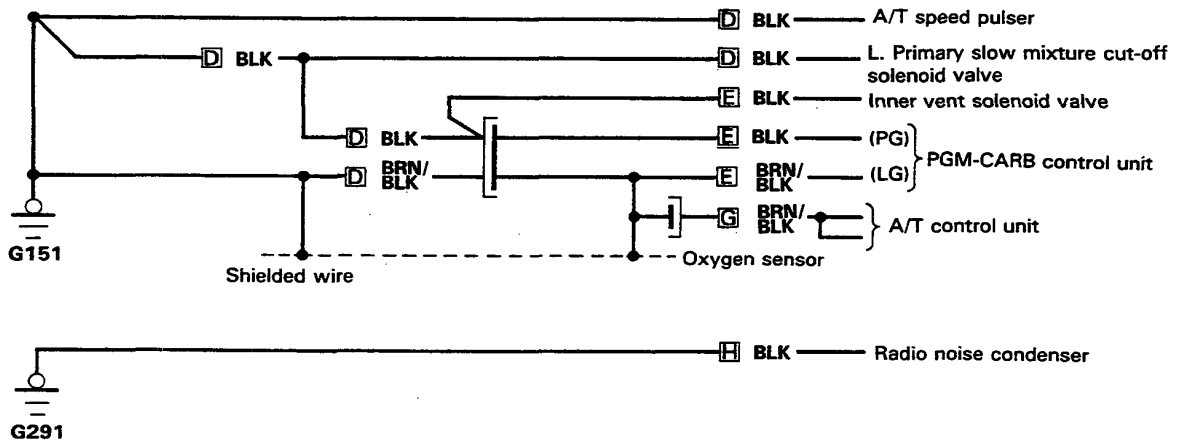 D BLK A/T speed pulser
D BLK D BLK L. Primary slow mixture cut-off
solenoid valve
E BLK Inner vent solenoid valve
D BLK E BLK (PG)
PGM-CARB control unit
D BRN/
BLK E BRN/
BLK (LG)
G BRN/
BLK A/T control unit
G151
Shielded wire
Oxygen sensor
H BLK Radio noise condenser
G291